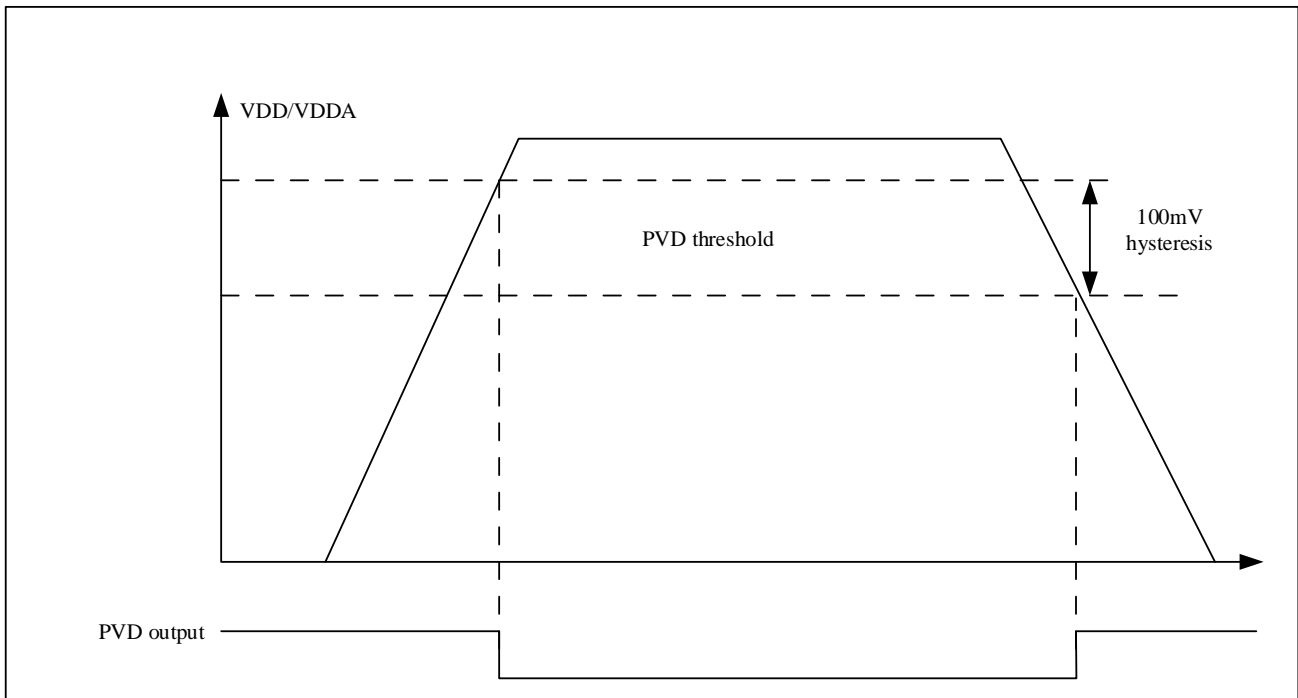 VDD/VDDA
PVD threshold
100mV
hysteresis
PVD output